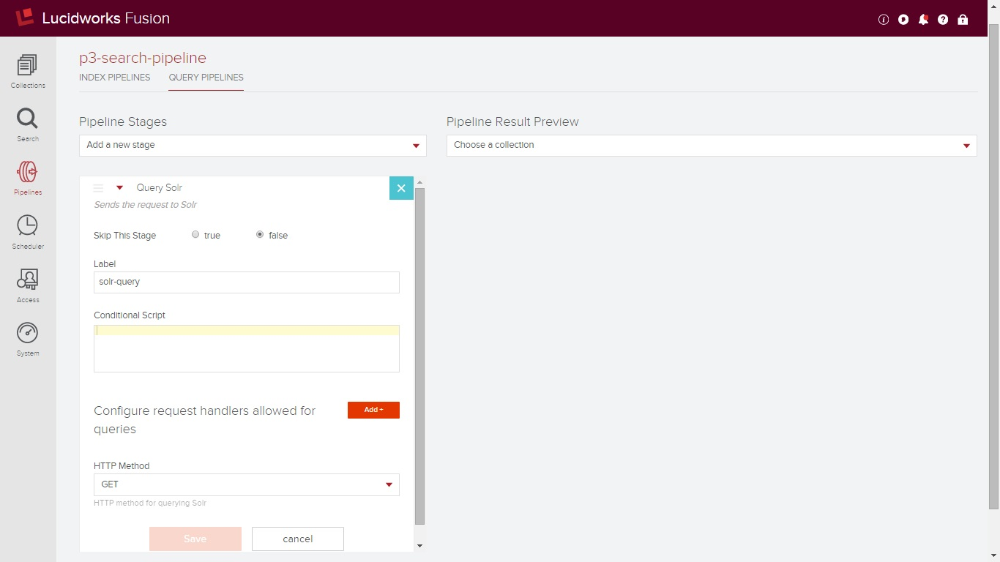 Lucidworks Fusion
Collections
Search
Pipelines
Scheduler
Access
System
p3-search-pipeline
INDEX PIPELINES QUERY PIPELINES
Pipeline Stages
Add a new stage
Query Solr
Sends the request to Solr
Skip This Stage true false
Label
solr-query
Conditional Script
Configure request handlers allowed for
queries
Add +
HTTP Method
GET
HTTP method for querying Solr
Save cancel
Pipeline Result Preview
Choose a collection